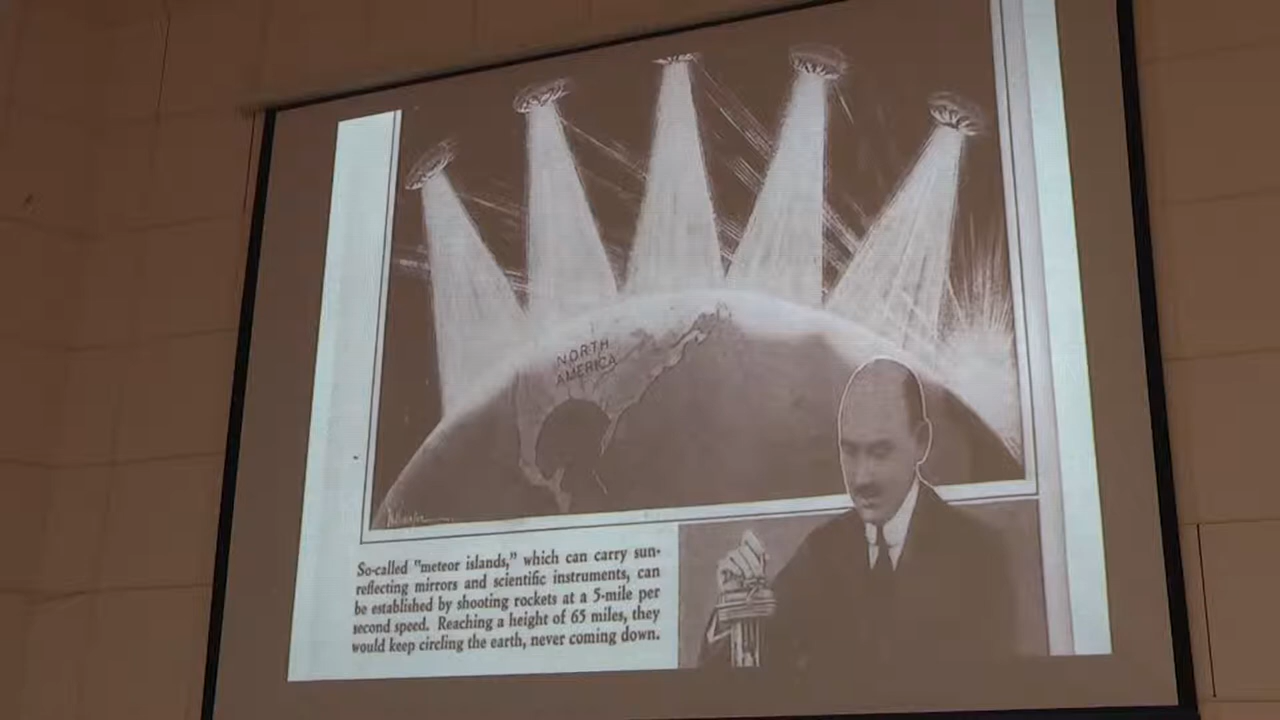 NORTH
AMERICA
So-called "meteor islands," which can carry sun-
reflecting mirrors and scientific instruments, can
be established by shooting rockets at a 5-mile per
second speed. Reaching a height of 65 miles, they
would keep circling the earth, never coming down.